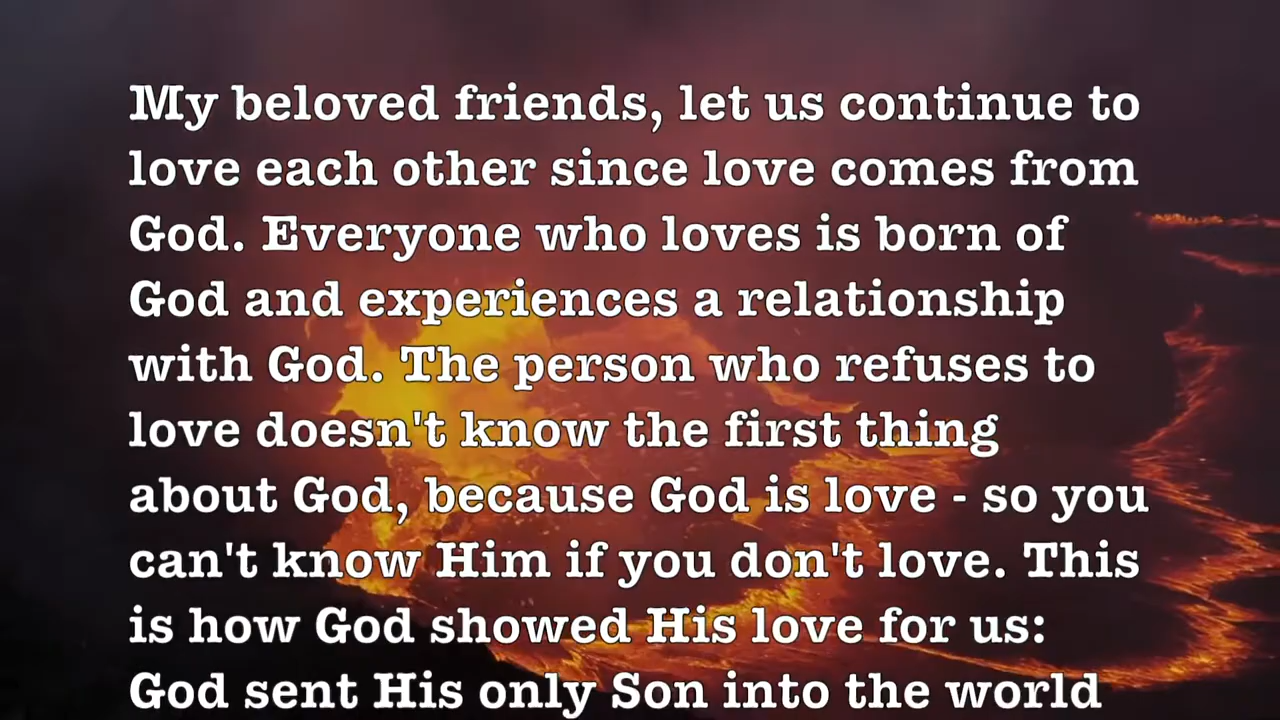 My beloved friends, let us continue to
love each other since love comes from
God. Everyone who loves is born of
God and experiences a relationship
with God. The person who refuses to
love doesn't know the first thing
about God, because God is love - so you
can't know Him if you don't love. This
is how God showed His love for us:
God sent His only Son into the world